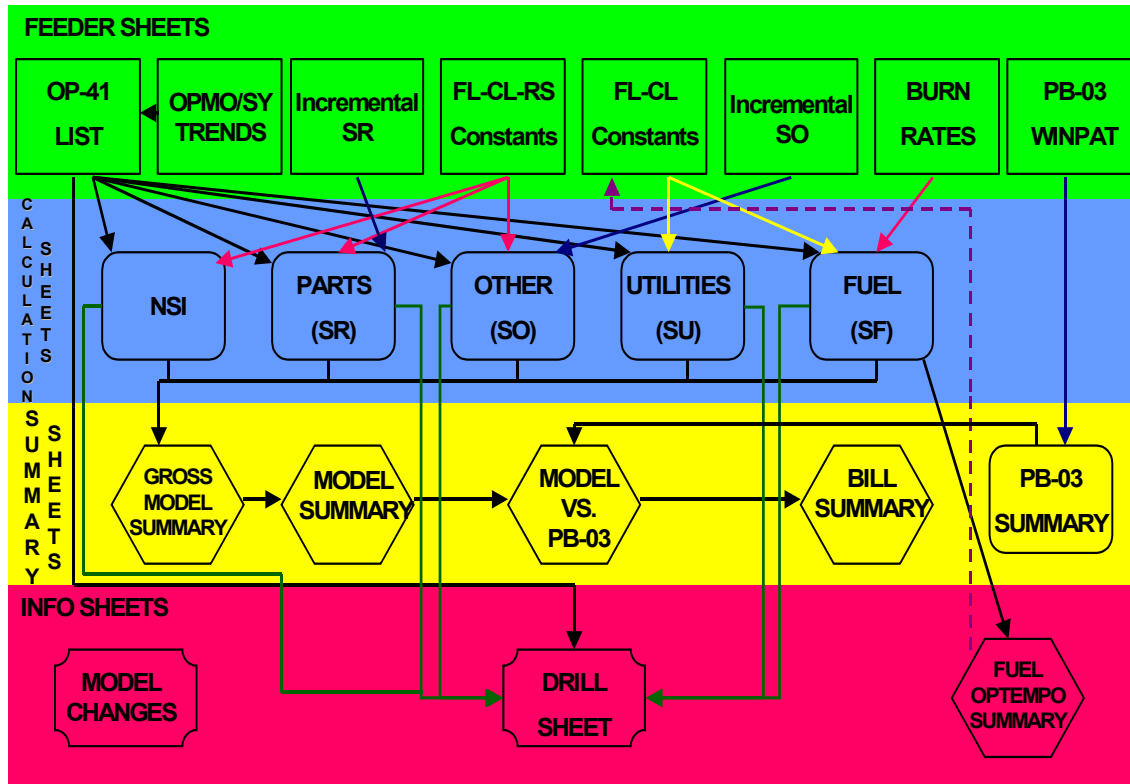 FEEDER SHEETS
OP-41
LIST
OPMO/SY
TRENDS
Incremental
SR
FL-CL-RS
Constants
FL-CL
Constants
Incremental
SO
BURN
RATES
PB-03
WINPAT
CALCULATION
SHEETS
NSI
PARTS
(SR)
OTHER
(SO)
UTILITIES
(SU)
FUEL
(SF)
SUMMARY
SHEETS
GROSS
MODEL
SUMMARY
MODEL
SUMMARY
MODEL
VS.
PB-03
BILL
SUMMARY
PB-03
SUMMARY
INFO SHEETS
MODEL
CHANGES
DRILL
SHEET
FUEL
OPTEMPO
SUMMARY